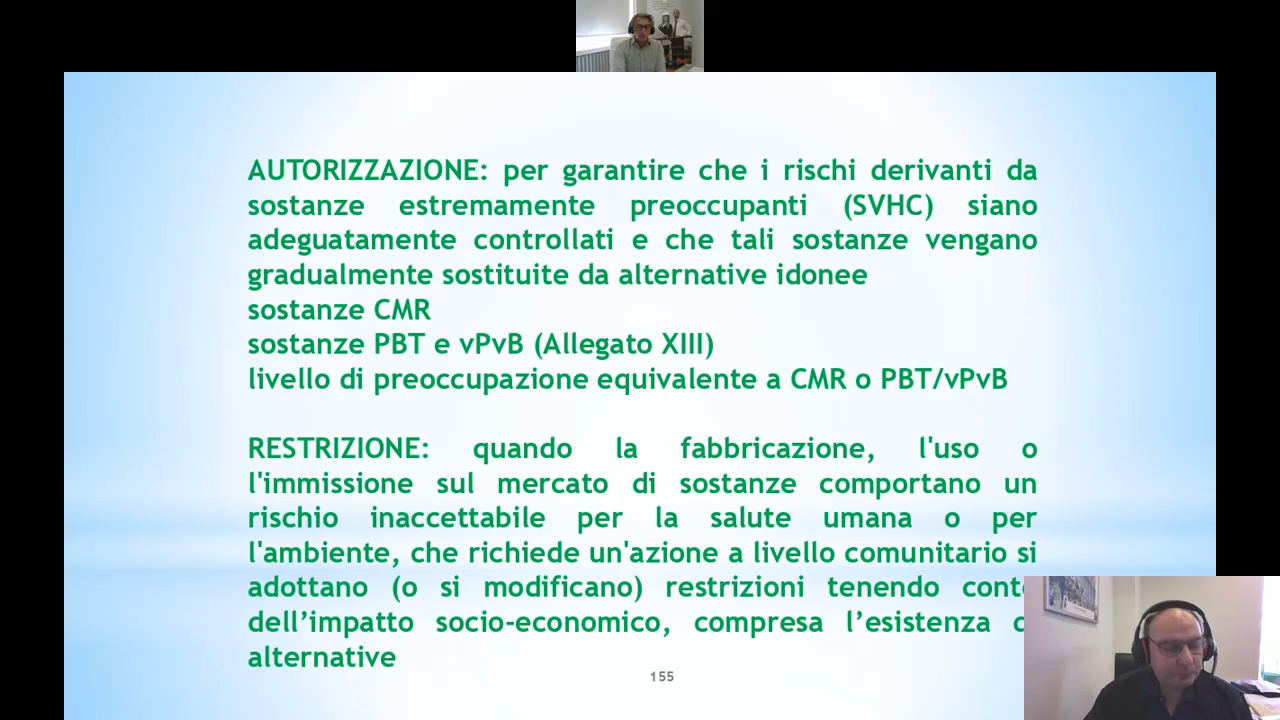 AUTORIZZAZIONE: per garantire che i rischi derivanti da
sostanze estremamente preoccupanti (SVHC) siano
adeguatamente controllati e che tali sostanze vengano
gradualmente sostituite da alternative idonee
sostanze CMR
sostanze PBT e vPvB (Allegato XIII)
livello di preoccupazione equivalente a CMR o PBT/vPvB
RESTRIZIONE: quando la fabbricazione, l'uso o
l'immissione sul mercato di sostanze comportano un
rischio inaccettabile per la salute umana o per
l'ambiente, che richiede un'azione a livello comunitario si
adottano (o si modificano) restrizioni tenendo conto
dell’impatto socio-economico, compresa l’esistenza
alternative
155